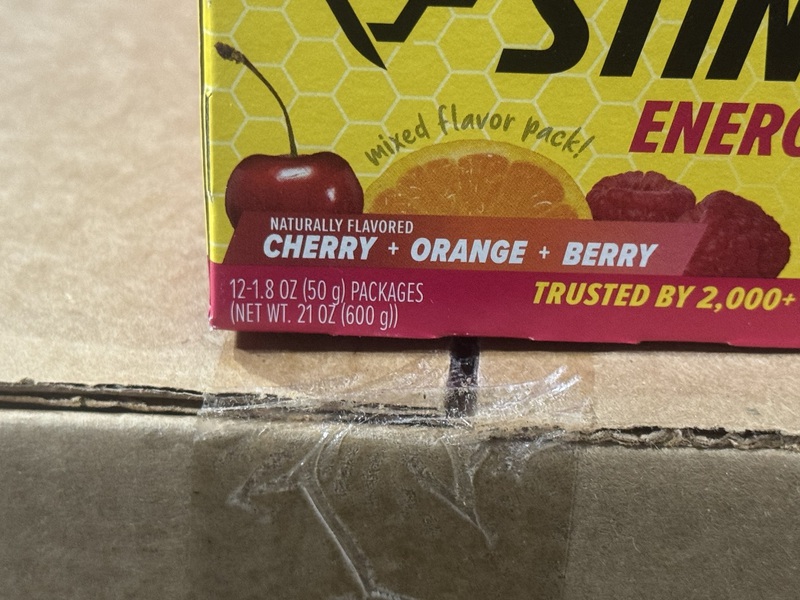 STIN
ENERG
mixed flavor pack!
NATURALLY FLAVORED
CHERRY + ORANGE + BERRY
12-1.8 OZ (50 g) PACKAGES
(NET WT. 21 OZ (600 g))
TRUSTED BY 2,000+